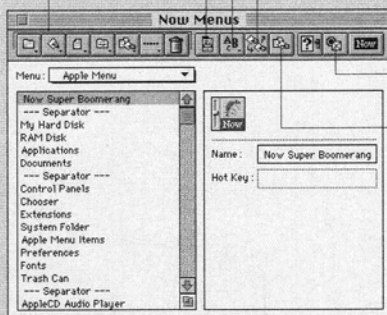 Now Menus
A B C
?
Now
Menu: Apple Menu
Now Super Boomerang
--- Separator ---
My Hard Disk
RAM Disk
Applications
Documents
--- Separator ---
Control Panels
Chooser
Extensions
System Folder
Apple Menu Items
Preferences
Fonts
Trash Can
--- Separator ---
AppleCD Audio Player
Now
Name: Now Super Boomerang
Hot Key: